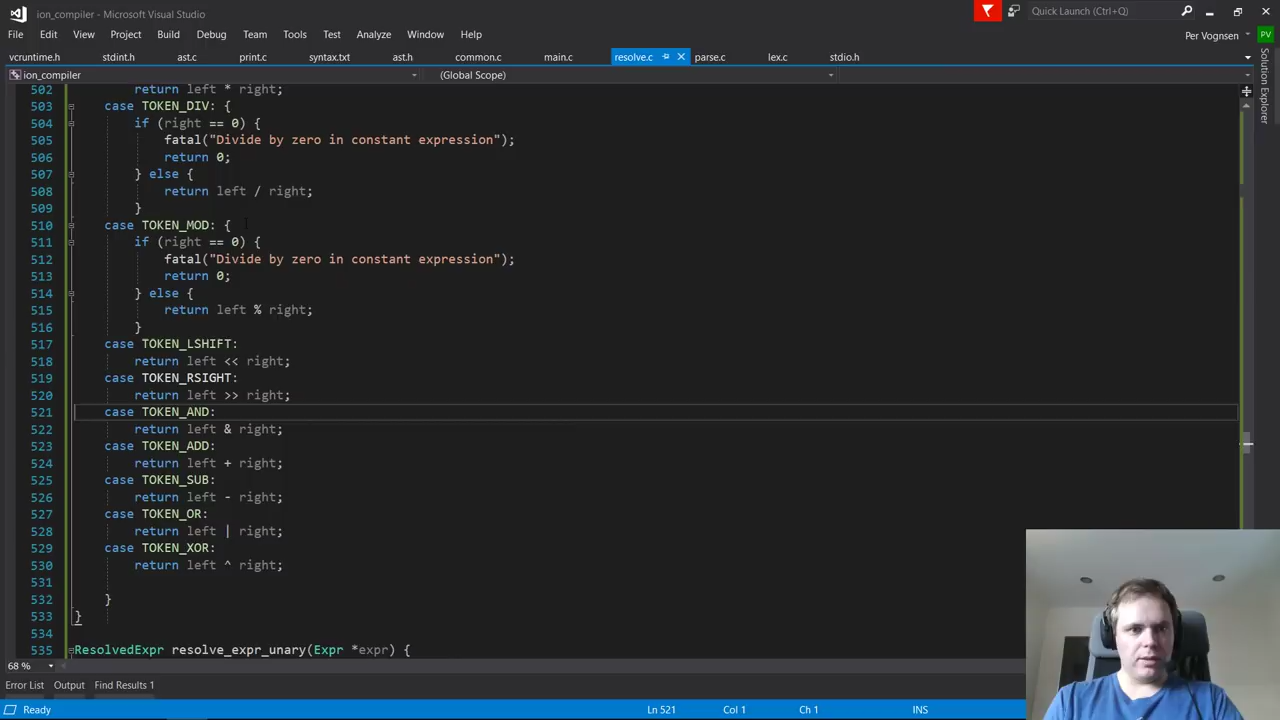 ion_compiler - Microsoft Visual Studio
Quick Launch (Ctrl+Q)
File Edit View Project Build Debug Team Tools Test Analyze Window Help
Per Vognsen PV
vcruntime.h stdint.h ast.c print.c syntax.txt ast.h common.c main.c resolve.c parse.c lex.c stdio.h
Solution Explorer
ion_compiler (Global Scope)
502 return left * right;
503 case TOKEN_DIV: {
504 if (right == 0) {
505 fatal("Divide by zero in constant expression");
506 return 0;
507 } else {
508 return left / right;
509 }
510 case TOKEN_MOD: {
511 if (right == 0) {
512 fatal("Divide by zero in constant expression");
513 return 0;
514 } else {
515 return left % right;
516 }
517 case TOKEN_LSHIFT:
518 return left << right;
519 case TOKEN_RSIGHT:
520 return left >> right;
521 case TOKEN_AND:
522 return left & right;
523 case TOKEN_ADD:
524 return left + right;
525 case TOKEN_SUB:
526 return left - right;
527 case TOKEN_OR:
528 return left | right;
529 case TOKEN_XOR:
530 return left ^ right;
531
532 }
533 }
534
535 ResolvedExpr resolve_expr_unary(Expr *expr) {
68 %
Error List Output Find Results 1
Ready Ln 521 Col 1 Ch 1 INS